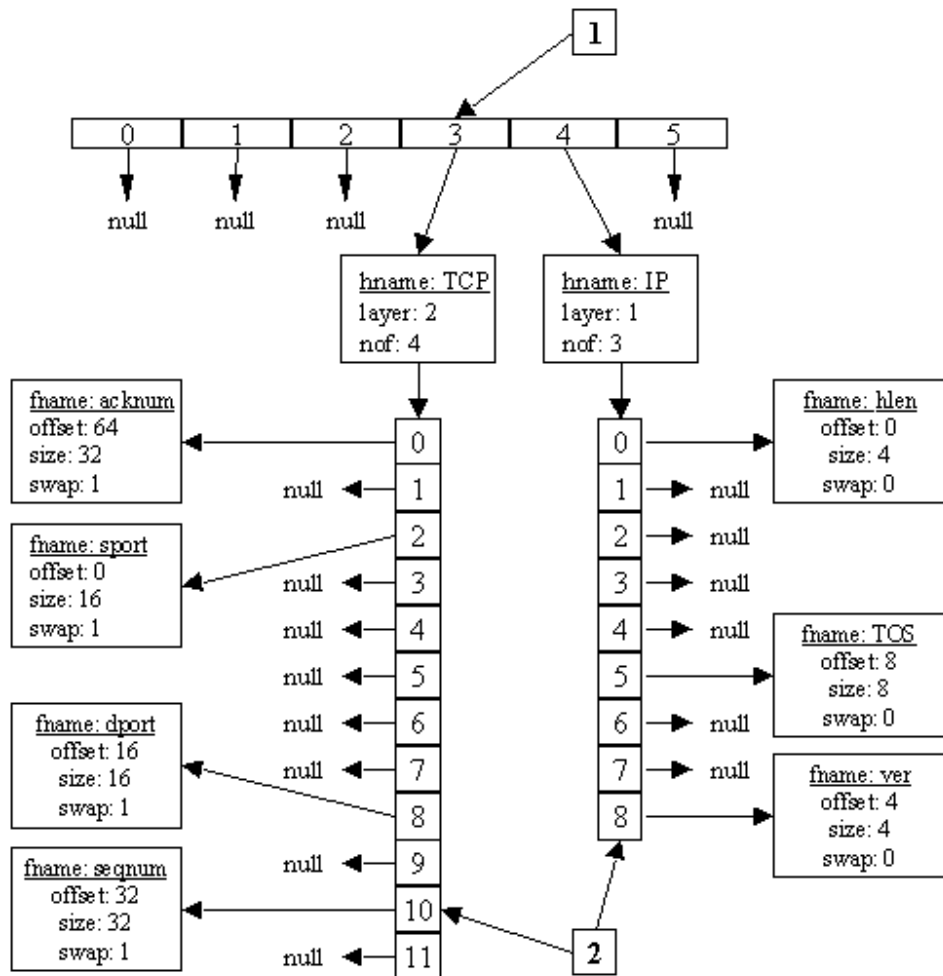 1
0 1 2 3 4 5
null null null null
hname: TCP
layer: 2
nof: 4
hname: IP
layer: 1
nof: 3
fname: acknum
offset: 64
size: 32
swap: 1
0
null 1
fname: sport
offset: 0
size: 16
swap: 1
2
null 3
null 4
null 5
null 6
null 7
fname: dport
offset: 16
size: 16
swap: 1
8
null 9
fname: seqnum
offset: 32
size: 32
swap: 1
10
null 11
0
fname: hlen
offset: 0
size: 4
swap: 0
1 null
2 null
3 null
4 null
5
fname: TOS
offset: 8
size: 8
swap: 0
6 null
7 null
8
fname: ver
offset: 4
size: 4
swap: 0
2